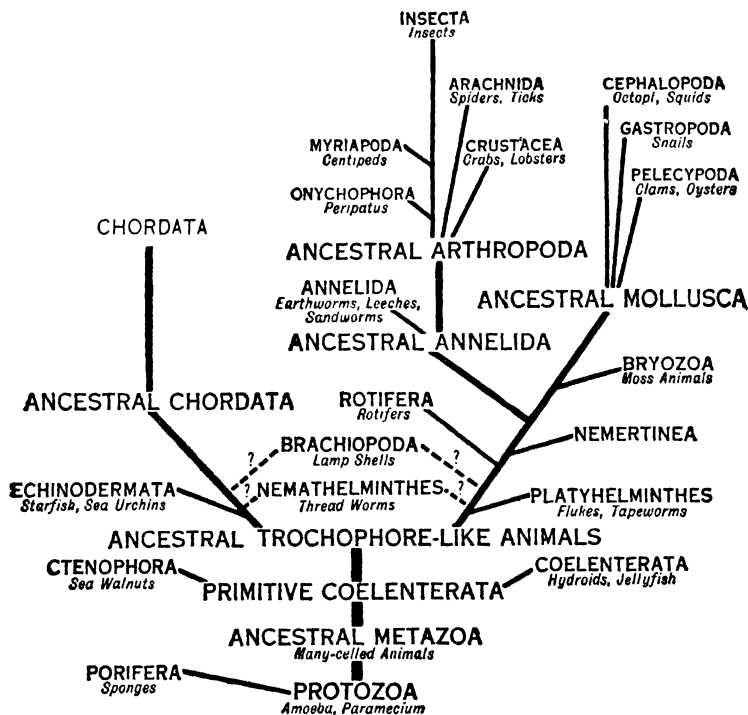 INSECTA
Insects
ARACHNIDA
Spiders, Ticks
CEPHALOPODA
Octopi, Squids
GASTROPODA
Snails
MYRIAPODA
Centipeds
CRUSTACEA
Crabs, Lobsters
PELECYPODA
Clams, Oysters
ONYCHOPHORA
Peripatus
CHORDATA
ANCESTRAL ARTHROPODA
ANNELIDA
Earthworms, Leeches,
Sandworms
ANCESTRAL MOLLUSCA
ANCESTRAL ANNELIDA
BRYOZOA
Moss Animals
ANCESTRAL CHORDATA
ROTIFERA
Rotifers
NEMERTINEA
? BRACHIOPODA ?
Lamp Shells
ECHINODERMATA
Starfish, Sea Urchins
? NEMATHELMINTHES ?
Thread Worms
PLATYHELMINTHES
Flukes, Tapeworms
ANCESTRAL TROCHOPHORE-LIKE ANIMALS
CTENOPHORA
Sea Walnuts
COELENTERATA
Hydroids, Jellyfish
PRIMITIVE COELENTERATA
ANCESTRAL METAZOA
Many-celled Animals
PORIFERA
Sponges
PROTOZOA
Amoeba, Paramecium